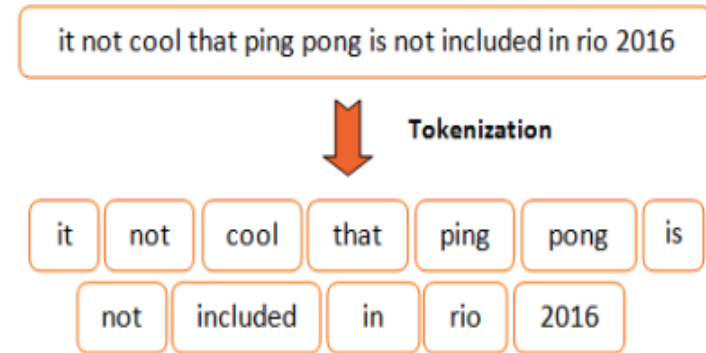 it not cool that ping pong is not included in rio 2016
Tokenization
it not cool that ping pong is
not included in rio 2016